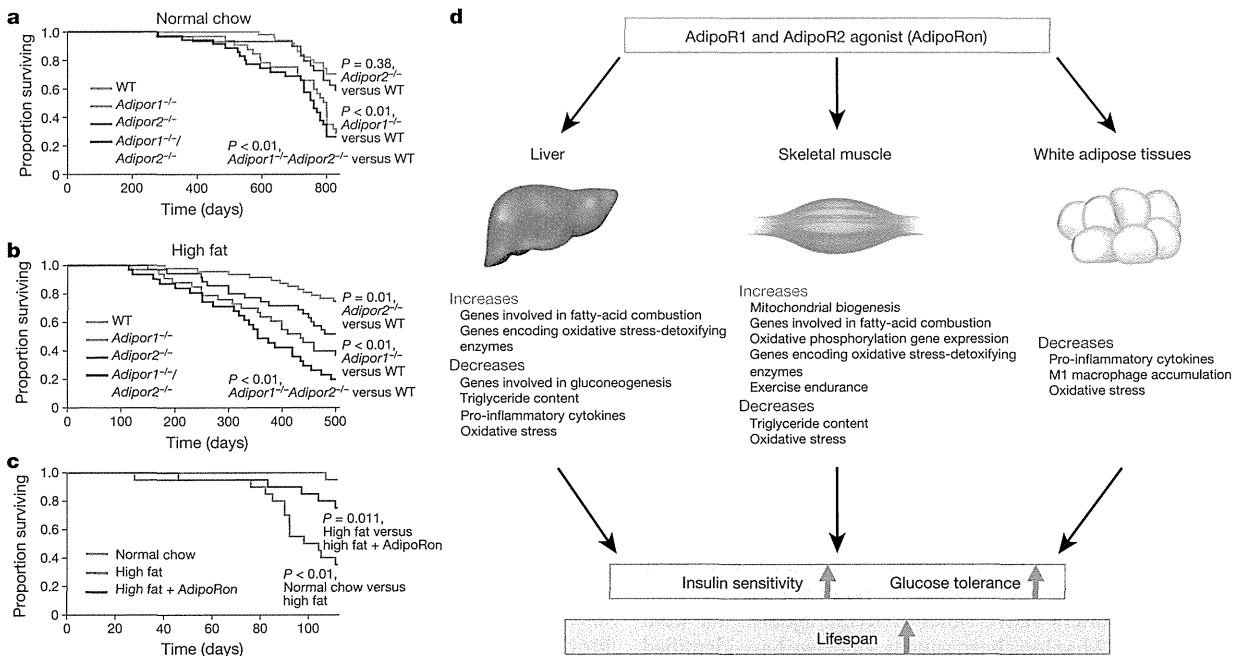 a
Normal chow
Proportion surviving
1.0
0.8
0.6
0.4
0.2
0
WT
Adipor1–/–
Adipor2–/–
Adipor1–/–/
Adipor2–/–
P = 0.38,
Adipor2–/–
versus WT
P < 0.01,
Adipor1–/–
versus WT
P < 0.01,
Adipor1–/–Adipor2–/– versus WT
0 200 400 600 800
Time (days)
b
High fat
Proportion surviving
1.0
0.8
0.6
0.4
0.2
0
WT
Adipor1–/–
Adipor2–/–
Adipor1–/–/
Adipor2–/–
P = 0.01,
Adipor2–/–
versus WT
P < 0.01,
Adipor1–/–
versus WT
P < 0.01,
Adipor1–/–Adipor2–/– versus WT
0 100 200 300 400 500
Time (days)
c
Proportion surviving
1.0
0.8
0.6
0.4
0.2
0
Normal chow
High fat
High fat + AdipoRon
P = 0.011,
High fat versus
high fat + AdipoRon
P < 0.01,
Normal chow versus
high fat
0 20 40 60 80 100
Time (days)
d
AdipoR1 and AdipoR2 agonist (AdipoRon)
Liver
Increases
Genes involved in fatty-acid combustion
Genes encoding oxidative stress-detoxifying
enzymes
Decreases
Genes involved in gluconeogenesis
Triglyceride content
Pro-inflammatory cytokines
Oxidative stress
Skeletal muscle
Increases
Mitochondrial biogenesis
Genes involved in fatty-acid combustion
Oxidative phosphorylation gene expression
Genes encoding oxidative stress-detoxifying
enzymes
Exercise endurance
Decreases
Triglyceride content
Oxidative stress
White adipose tissues
Decreases
Pro-inflammatory cytokines
M1 macrophage accumulation
Oxidative stress
Insulin sensitivity
Glucose tolerance
Lifespan